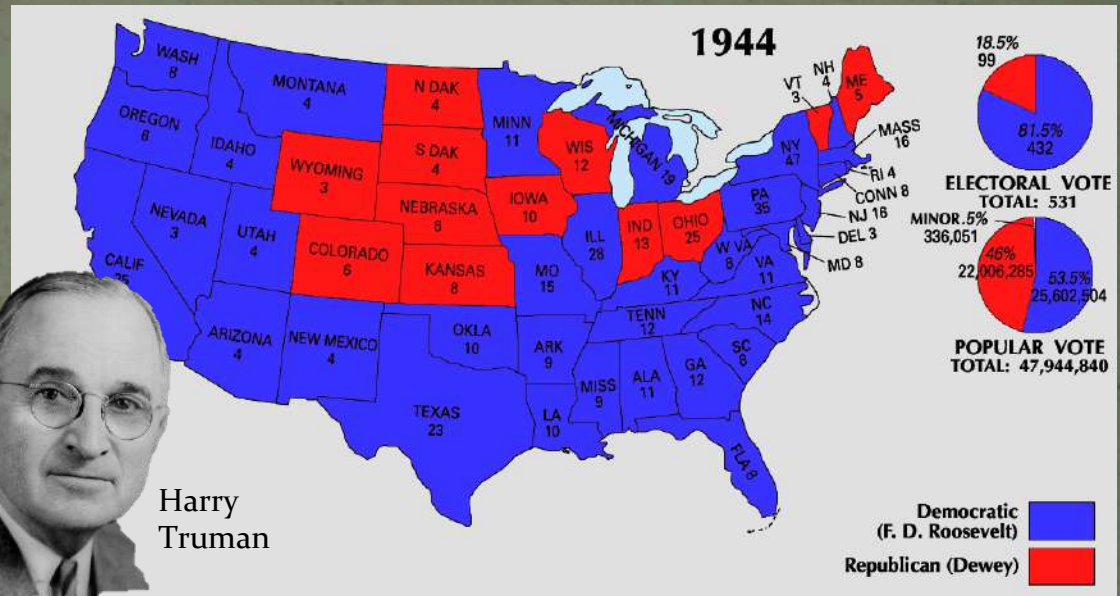 1944
WASH
8
OREGON
6
CALIF
25
MONTANA
4
IDAHO
4
NEVADA
3
UTAH
4
ARIZONA
4
WYOMING
3
COLORADO
6
NEW MEXICO
4
N DAK
4
S DAK
4
NEBRASKA
6
KANSAS
8
OKLA
10
TEXAS
23
MINN
11
IOWA
10
MO
15
ARK
9
LA
10
WIS
12
ILL
28
MICHIGAN 19
IND
13
OHIO
25
KY
11
TENN
12
MISS
9
ALA
11
GA
12
FLA 8
SC
8
NC
14
VA
11
W VA
8
PA
35
NY
47
VT
3
NH
4
ME
5
MASS
16
RI 4
CONN 8
NJ 16
DEL 3
MD 8
18.5%
99
81.5%
432
ELECTORAL VOTE
TOTAL: 531
MINOR .5%
336,051
46%
22,006,285
53.5%
25,602,504
POPULAR VOTE
TOTAL: 47,944,840
Harry
Truman
Democratic
(F. D. Roosevelt)
Republican (Dewey)